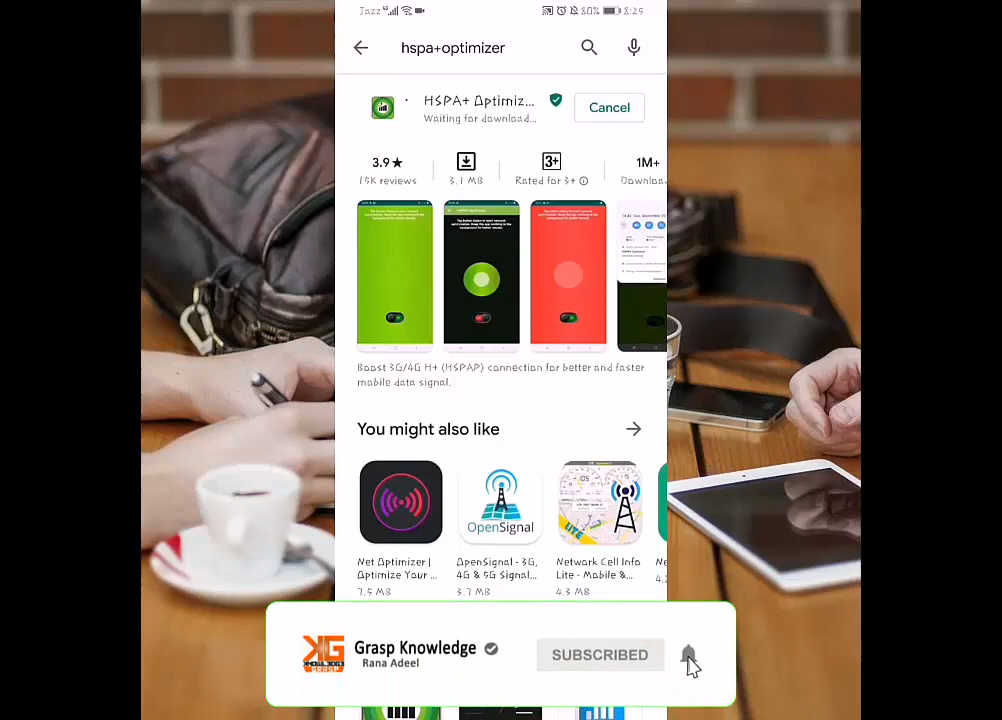 Jazz 80% 8:29
hspa+optimizer
HSPA+ Optimiz...
Waiting for download...
Cancel
3.9★
15K reviews
3.1 MB
3+
Rated for 3+
1M+
Download
Boost 3G/4G H+ (HSPAP) connection for better and faster
mobile data signal.
You might also like
OpenSignal
Net Optimizer |
Optimize Your ...
7.5 MB
OpenSignal - 3G,
4G & 5G Signal...
3.7 MB
Network Cell Info
Lite - Mobile &...
4.3 MB
KG
GRASP
Grasp Knowledge
Rana Adeel
SUBSCRIBED